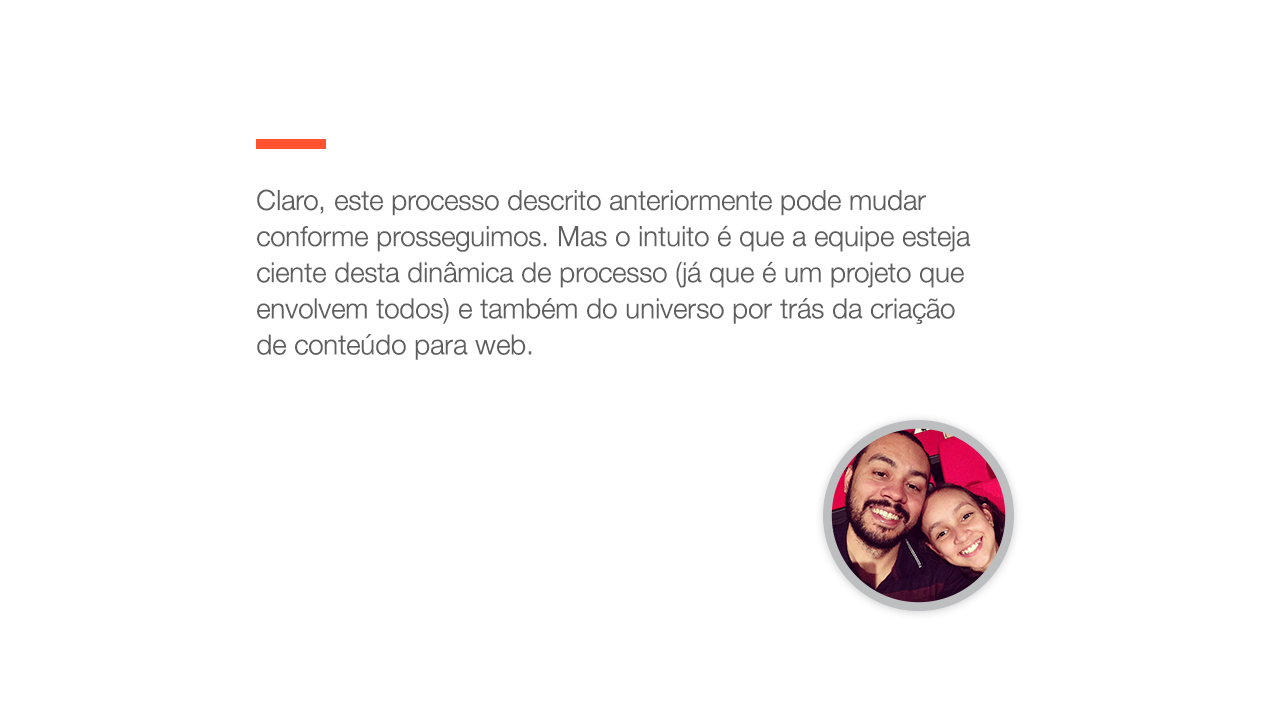 Claro, este processo descrito anteriormente pode mudar
conforme prosseguimos. Mas o intuito é que a equipe esteja
ciente desta dinâmica de processo (já que é um projeto que
envolvem todos) e também do universo por trás da criação
de conteúdo para web.